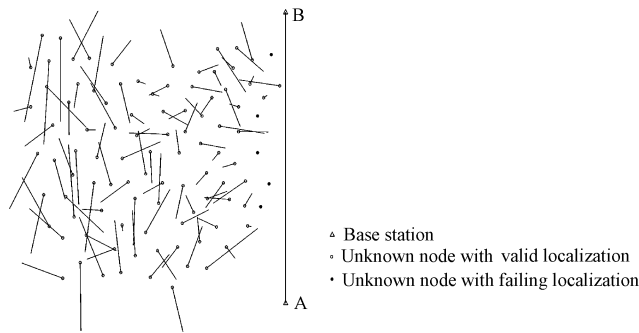 B
A
Base station
Unknown node with valid localization
Unknown node with failing localization